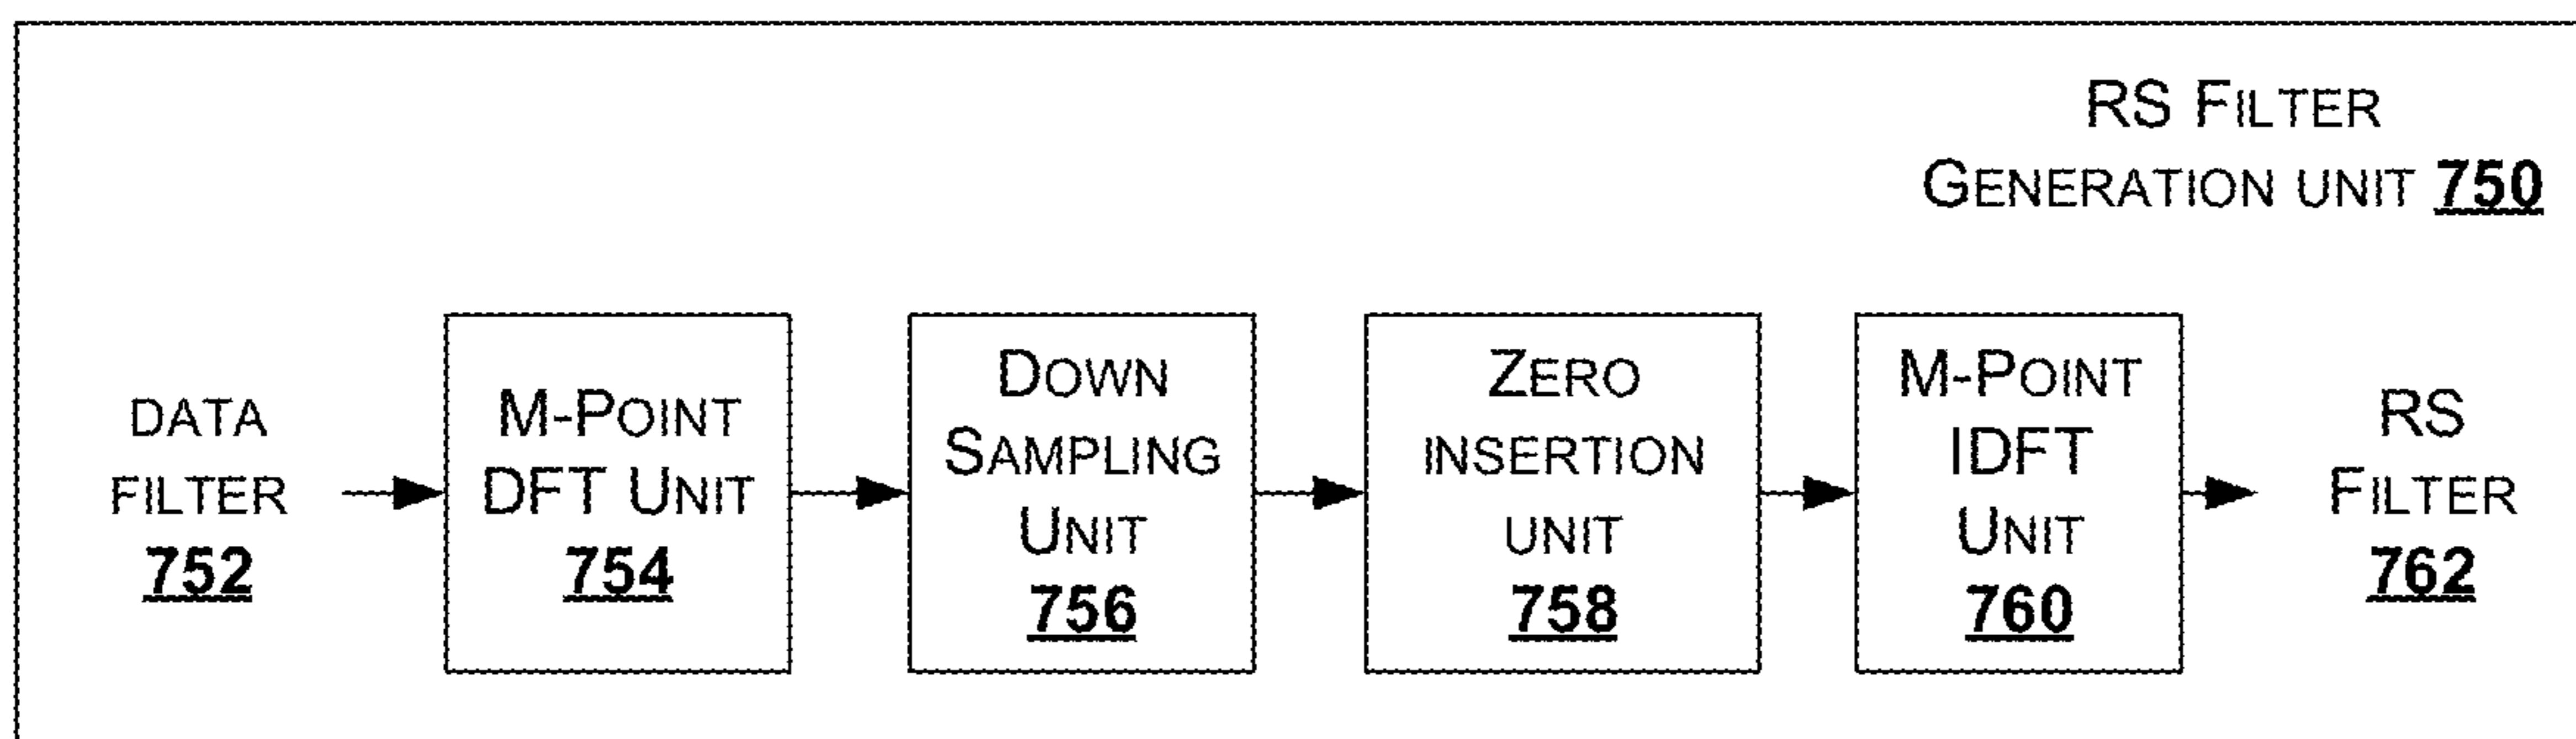 RS FILTER
GENERATION UNIT 750
DATA
FILTER
752
M-POINT
DFT UNIT
754
DOWN
SAMPLING
UNIT
756
ZERO
INSERTION
UNIT
758
M-POINT
IDFT
UNIT
760
RS
FILTER
762